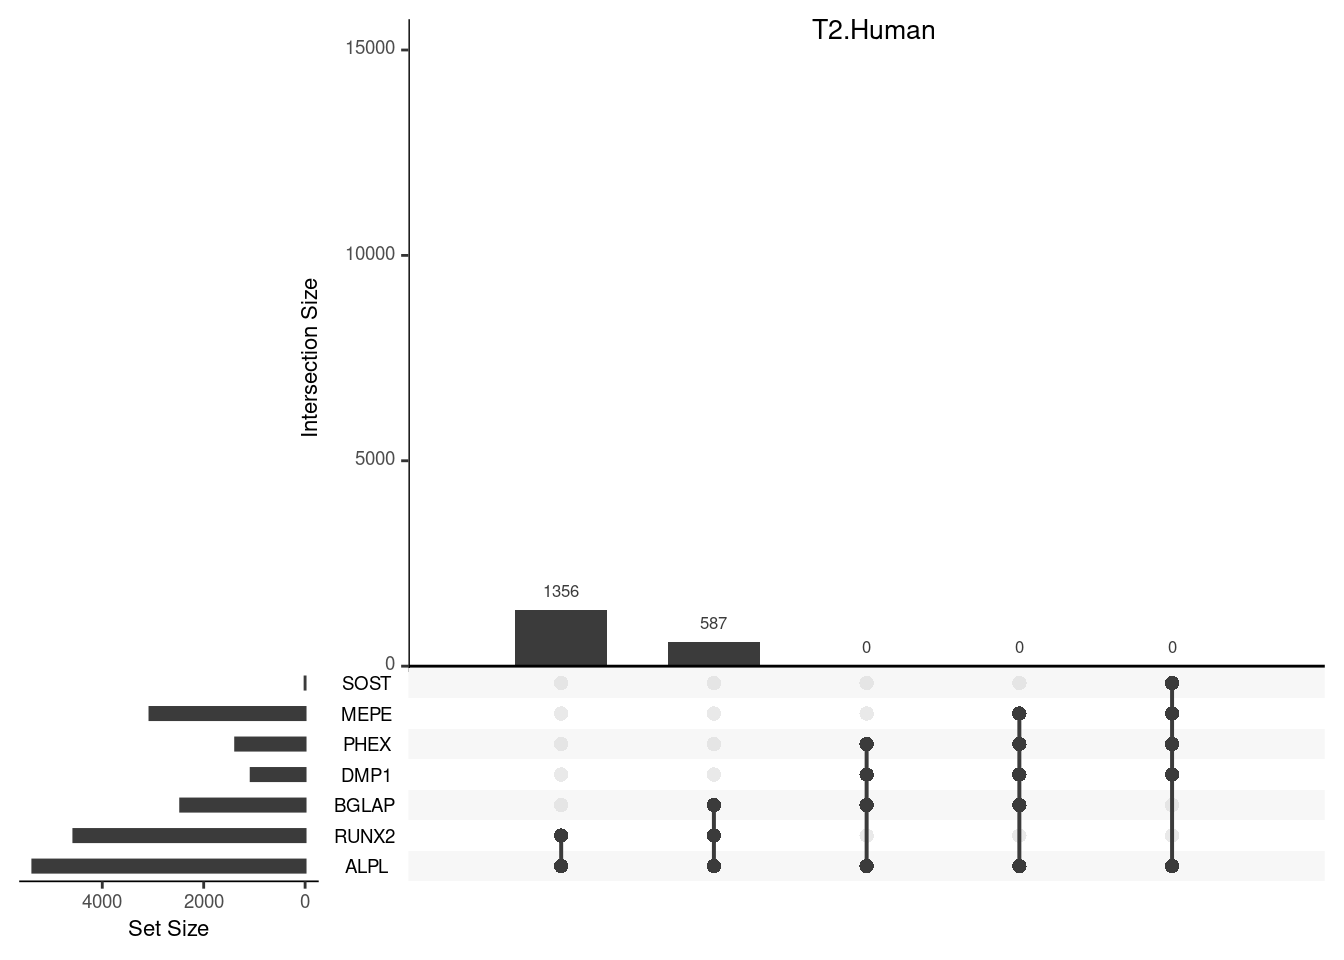 T2.Human
15000
10000
5000
0
Intersection Size
1356
587
0
0
0
SOST
MEPE
PHEX
DMP1
BGLAP
RUNX2
ALPL
4000 2000 0
Set Size